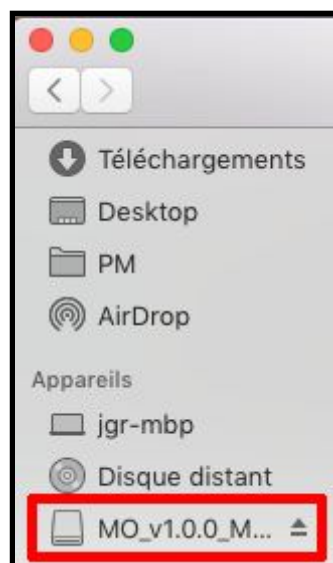 Téléchargements
Desktop
PM
AirDrop
Appareils
jgr-mbp
Disque distant
MO_v1.0.0_M...